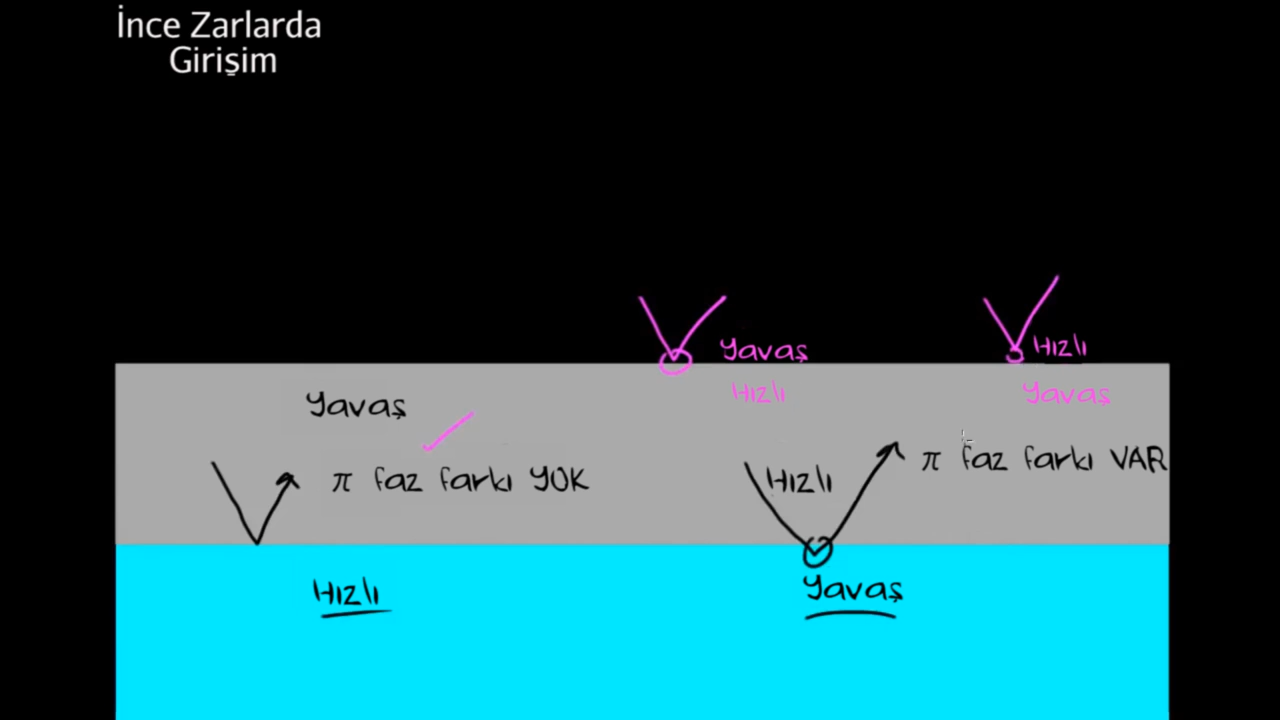 İnce Zarlarda
Girişim
Yavaş
Hızlı
Hızlı
Yavaş
Yavaş
π faz farkı YOK
Hızlı
Hızlı
π faz farkı VAR
Yavaş